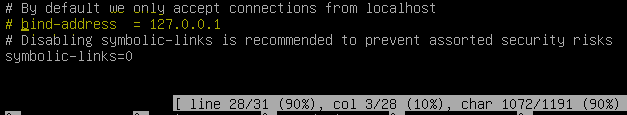 # By default we only accept connections from localhost
# bind-address  = 127.0.0.1
# Disabling symbolic-links is recommended to prevent assorted security risks
symbolic-links=0
[ line 28/31 (90%), col 3/28 (10%), char 1072/1191 (90%)